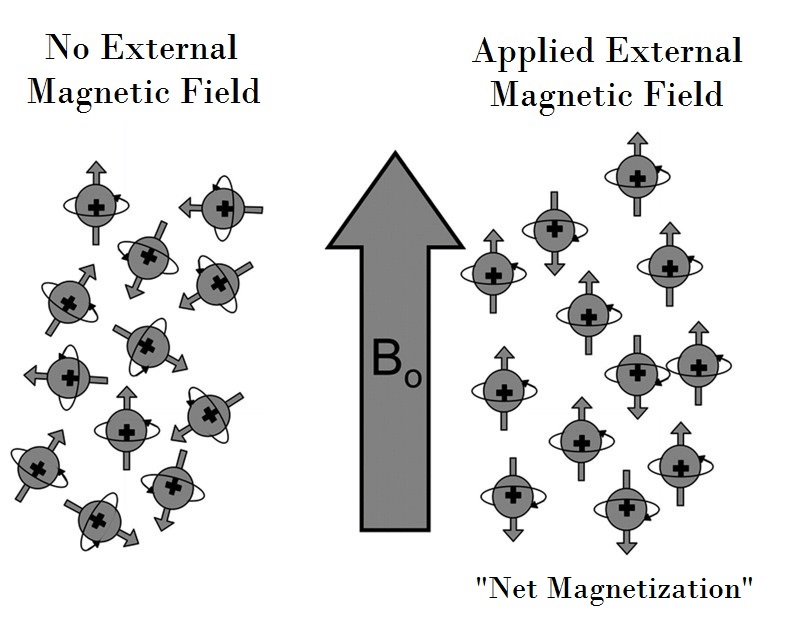 No External
Magnetic Field
Applied External
Magnetic Field
Bo
"Net Magnetization"